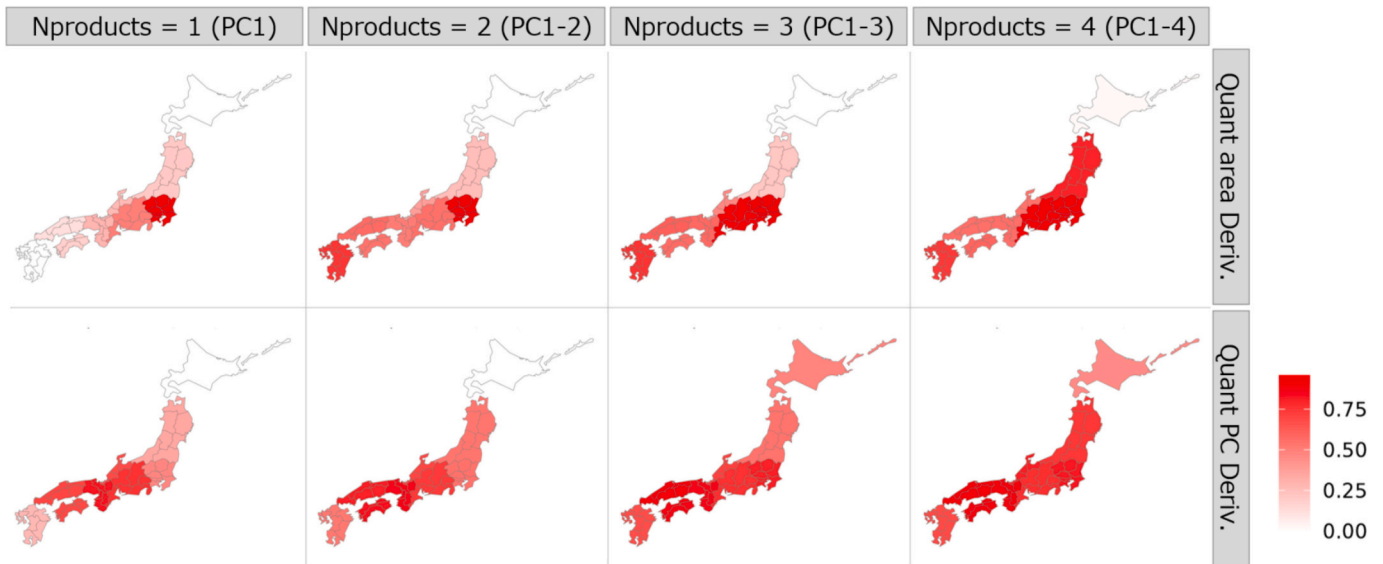 Nproducts = 1 (PC1)
Nproducts = 2 (PC1-2)
Nproducts = 3 (PC1-3)
Nproducts = 4 (PC1-4)
Quant area Deriv.
Quant PC Deriv.
0.75
0.50
0.25
0.00